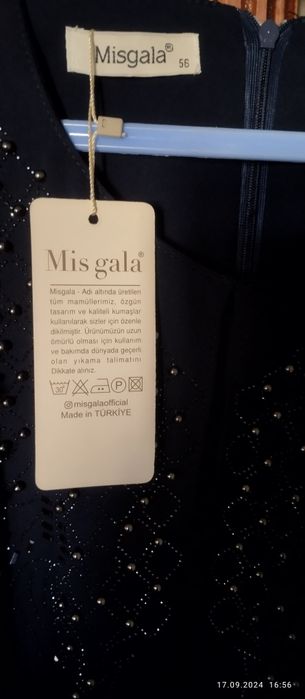 Misgala®
56
Mis gala®
Misgala - Adı altında üretilen
tüm mamüllerimiz, özgün
tasarım ve kaliteli kumaşlar
kullanılarak sizler için özenle
dikilmiştir. Ürünümüzün uzun
ömürlü olması için kullanım
ve bakımda dünyada geçerli
olan yıkama talimatını
Dikkate alınız.
30° P
misgalaofficial
Made in TÜRKİYE
17.09.2024 16:56